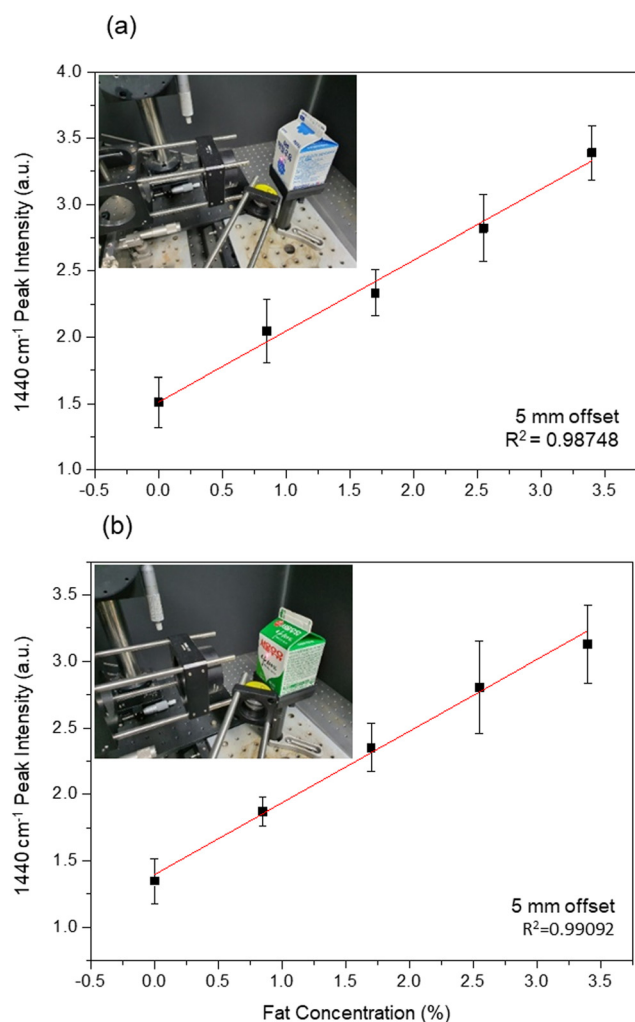 (a)
1440 cm⁻¹ Peak Intensity (a.u.)
4.0
3.5
3.0
2.5
2.0
1.5
1.0
5 mm offset
R² = 0.98748
-0.5 0.0 0.5 1.0 1.5 2.0 2.5 3.0 3.5
(b)
1440 cm⁻¹ Peak Intensity (a.u.)
3.5
3.0
2.5
2.0
1.5
1.0
서울우유
5 mm offset
R²=0.99092
-0.5 0.0 0.5 1.0 1.5 2.0 2.5 3.0 3.5
Fat Concentration (%)